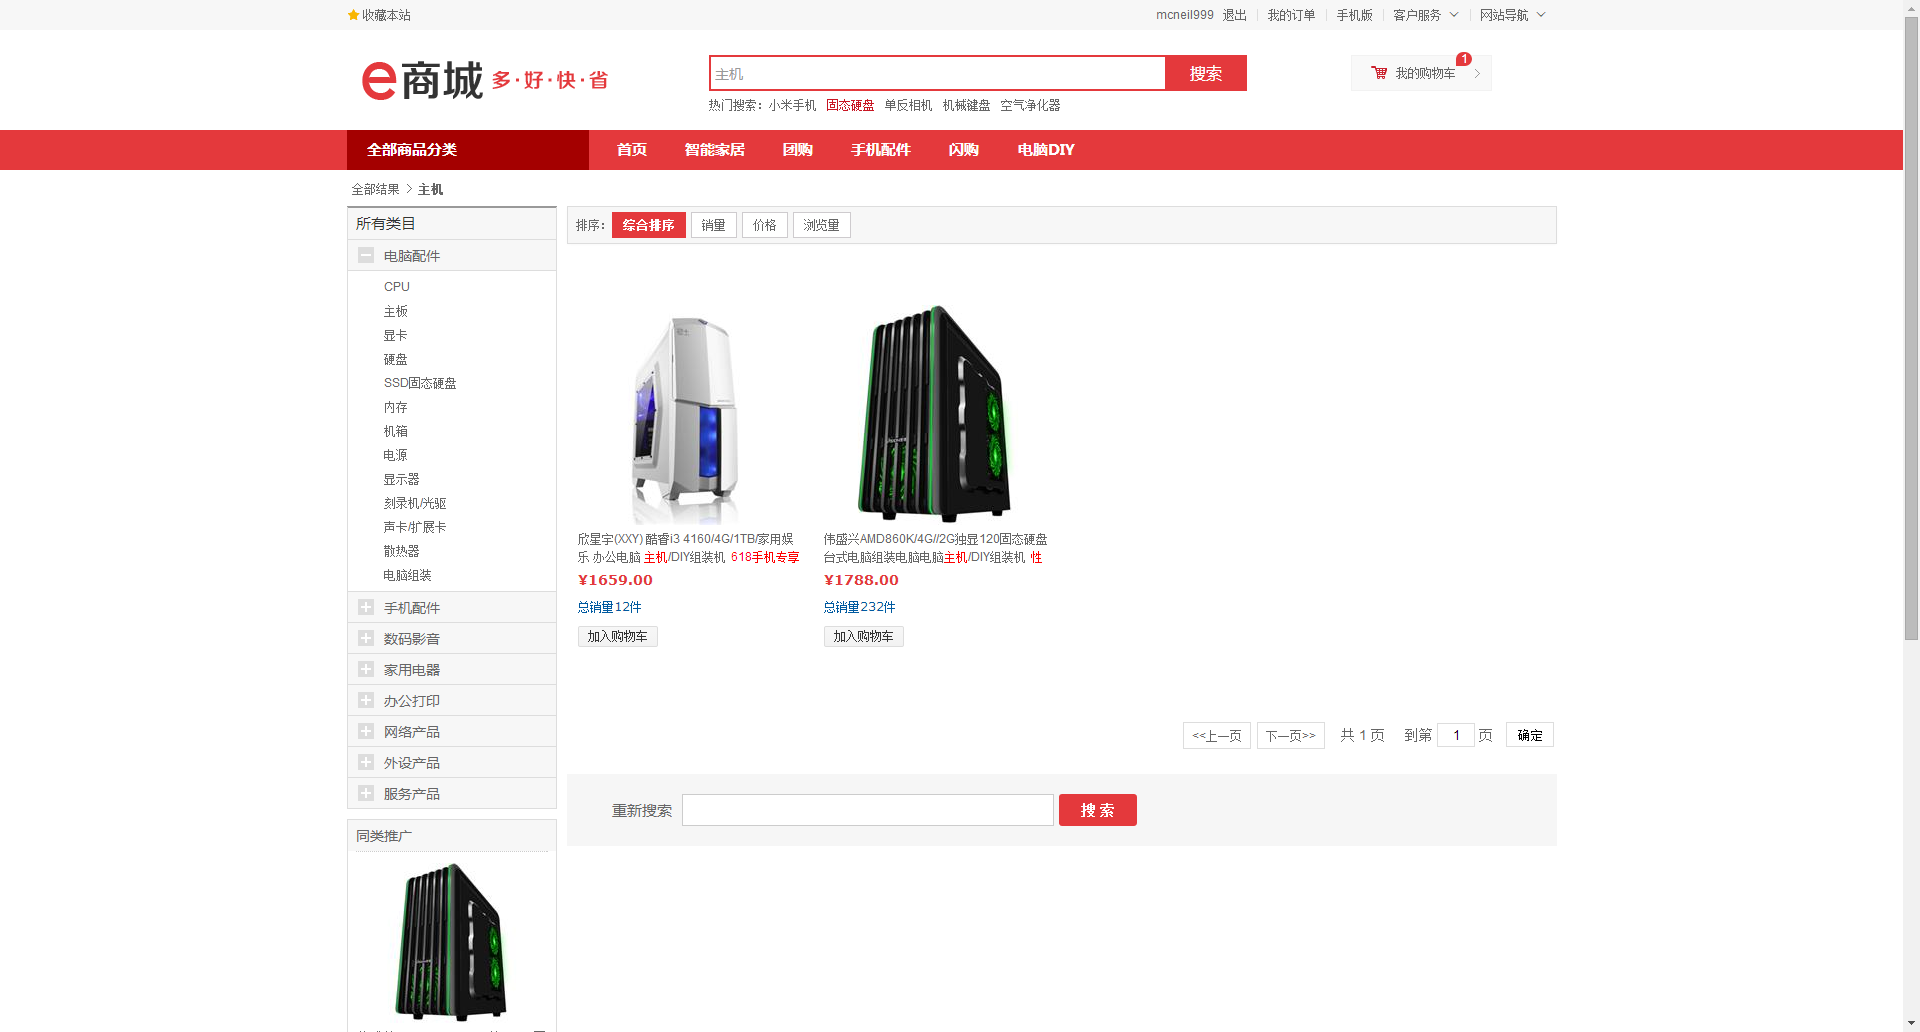 收藏本站
mcneil999 退出 我的订单 手机版 客户服务 网站导航
e商城 多·好·快·省
主机 搜索
我的购物车 1
热门搜索： 小米手机 固态硬盘 单反相机 机械键盘 空气净化器
全部商品分类 首页 智能家居 团购 手机配件 闪购 电脑DIY
全部结果 > 主机
所有类目
电脑配件
CPU
主板
显卡
硬盘
SSD固态硬盘
内存
机箱
电源
显示器
刻录机/光驱
声卡/扩展卡
散热器
电脑组装
手机配件
数码影音
家用电器
办公打印
网络产品
外设产品
服务产品
同类推广
排序： 综合排序 销量 价格 浏览量
欣星宇(XXY) 酷睿i3 4160/4G/1TB/家用娱
乐 办公电脑 主机/DIY组装机 618手机专享
¥1659.00
总销量12件
加入购物车
伟盛兴AMD860K/4G//2G独显120固态硬盘
台式电脑组装电脑电脑主机/DIY组装机 性
¥1788.00
总销量232件
加入购物车
<<上一页 下一页>> 共 1 页 到第 1 页 确定
重新搜索 搜 索